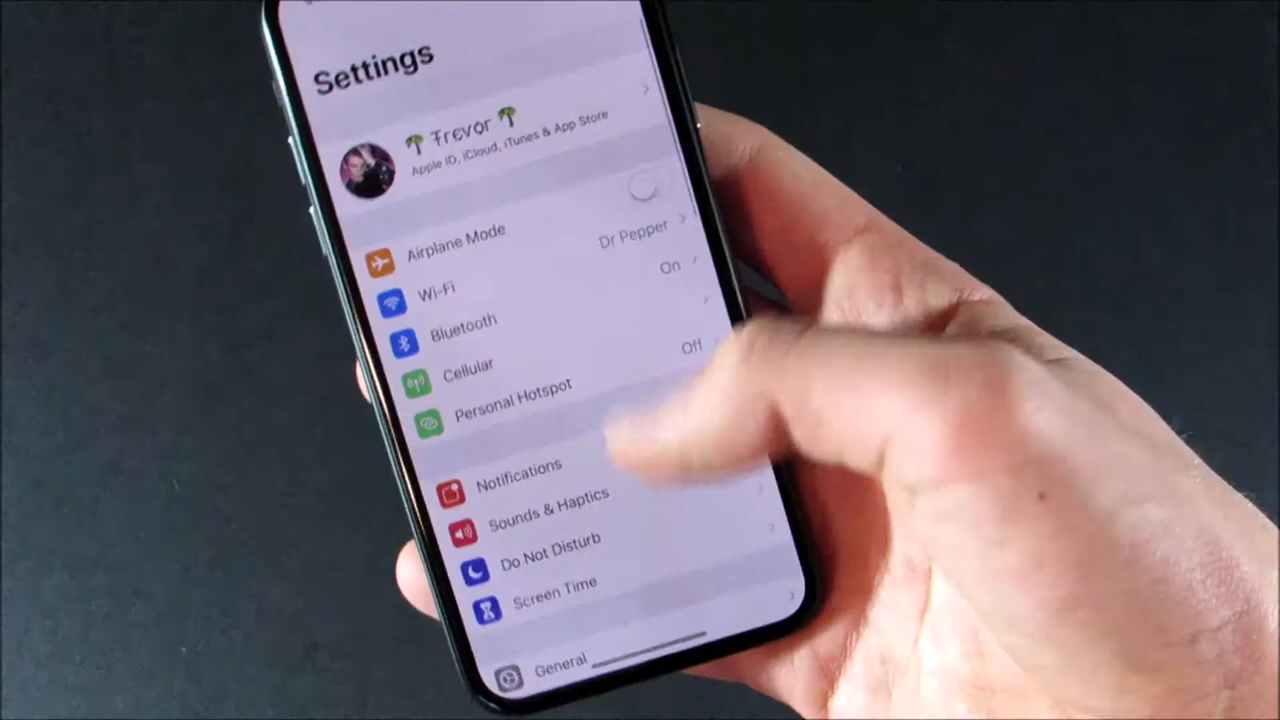 Settings
🌴 Trevor 🌴
Apple ID, iCloud, iTunes & App Store
Airplane Mode
Wi-Fi Dr Pepper
Bluetooth On
Cellular
Personal Hotspot Off
Notifications
Sounds & Haptics
Do Not Disturb
Screen Time
General